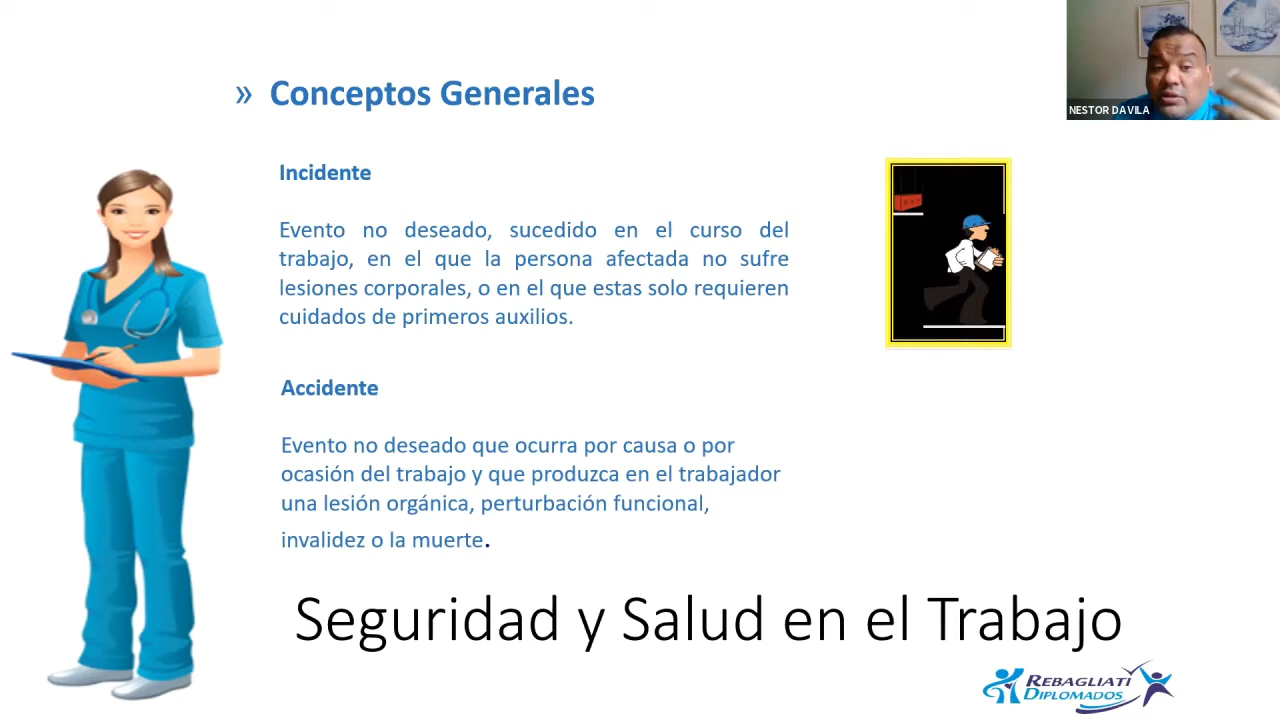 » Conceptos Generales
NESTOR DAVILA
Incidente
Evento no deseado, sucedido en el curso del
trabajo, en el que la persona afectada no sufre
lesiones corporales, o en el que estas solo requieren
cuidados de primeros auxilios.
Accidente
Evento no deseado que ocurra por causa o por
ocasión del trabajo y que produzca en el trabajador
una lesión orgánica, perturbación funcional,
invalidez o la muerte.
Seguridad y Salud en el Trabajo
REBAGLIATI
DIPLOMADOS